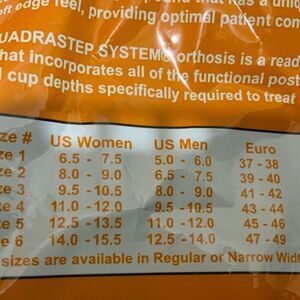 oft edge feel, providing optimal patient com
UADRASTEP SYSTEM® orthosis is a read
hat incorporates all of the functional post
l cup depths specifically required to treat
ze # US Women US Men Euro
ze 1 6.5 - 7.5 5.0 - 6.0 37 - 38
ze 2 8.0 - 9.0 6.5 - 7.5 39 - 40
ze 3 9.5 - 10.5 8.0 - 9.0 41 - 42
e 4 11.0 - 12.0 9.5 - 10.5 43 - 44
e 5 12.5 - 13.5 11.0 - 12.0 45 - 46
e 6 14.0 - 15.5 12.5 - 14.0 47 - 49
sizes are available in Regular or Narrow Widt